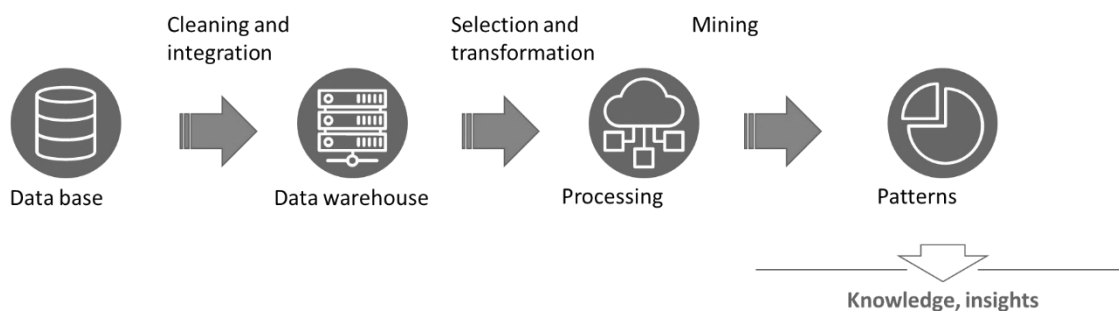 Cleaning and
integration
Selection and
transformation
Mining
Data base
Data warehouse
Processing
Patterns
Knowledge, insights